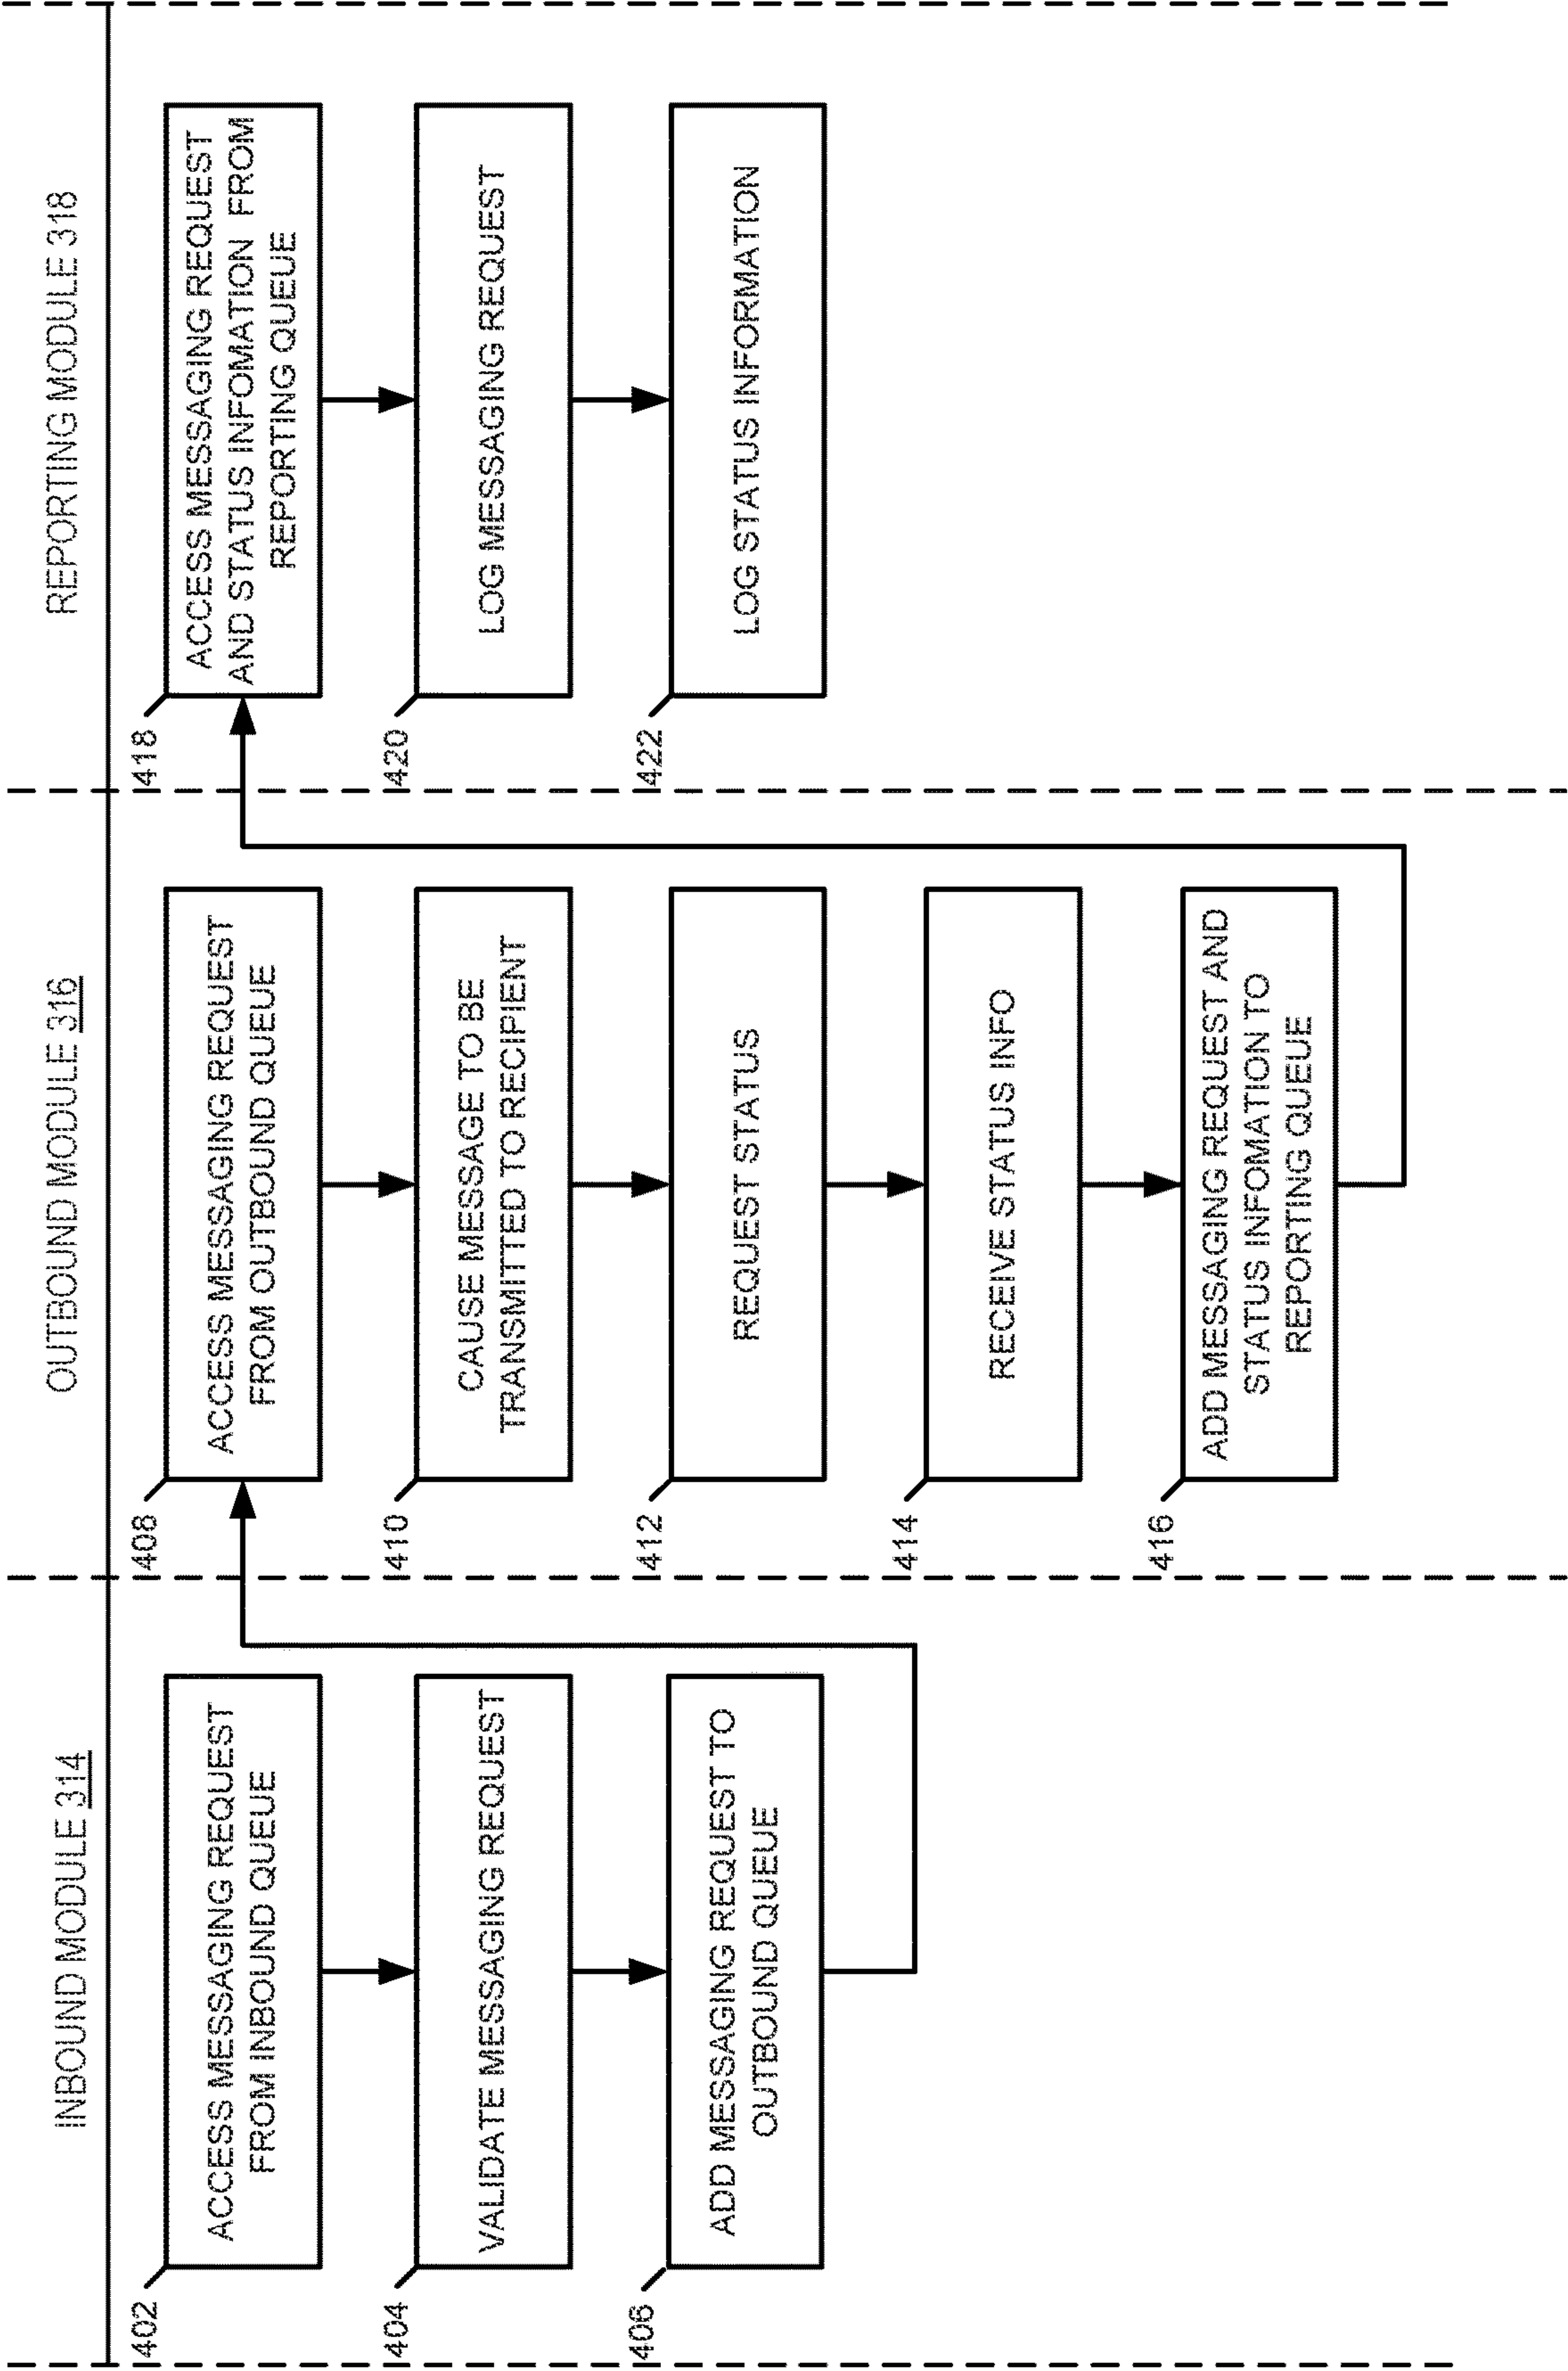 INBOUND MODULE 314
402
ACCESS MESSAGING REQUEST
FROM INBOUND QUEUE
404
VALIDATE MESSAGING REQUEST
406
ADD MESSAGING REQUEST TO
OUTBOUND QUEUE
OUTBOUND MODULE 316
408
ACCESS MESSAGING REQUEST
FROM OUTBOUND QUEUE
410
CAUSE MESSAGE TO BE
TRANSMITTED TO RECIPIENT
412
REQUEST STATUS
414
RECEIVE STATUS INFO
416
ADD MESSAGING REQUEST AND
STATUS INFOMATION TO
REPORTING QUEUE
REPORTING MODULE 318
418
ACCESS MESSAGING REQUEST
AND STATUS INFOMATION FROM
REPORTING QUEUE
420
LOG MESSAGING REQUEST
422
LOG STATUS INFORMATION